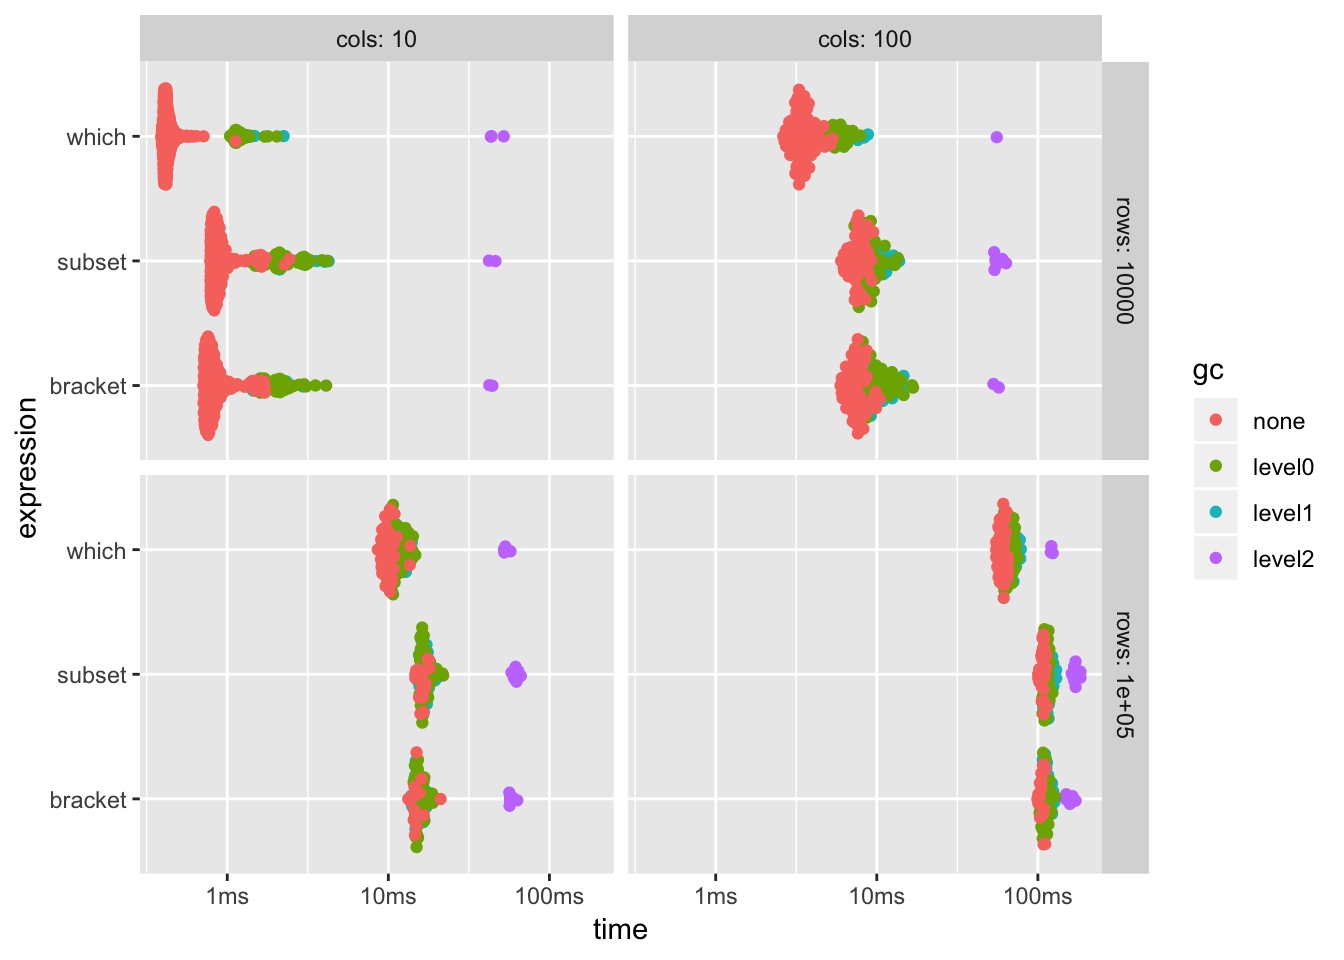 cols: 10
cols: 100
which
subset
bracket
rows: 10000
which
subset
bracket
rows: 1e+05
1ms
10ms
100ms
1ms
10ms
100ms
time
expression
gc
none
level0
level1
level2